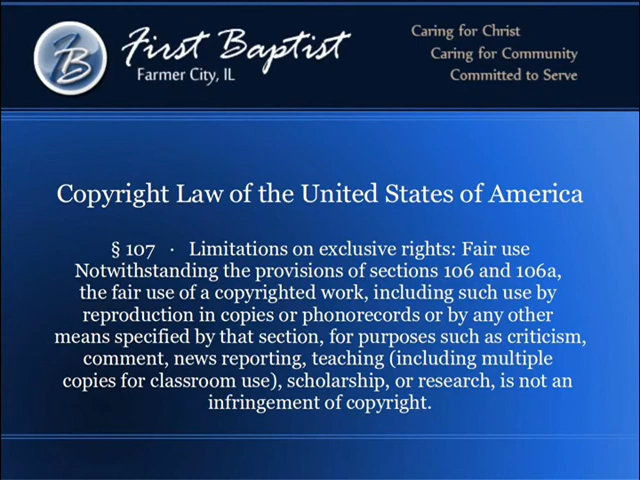 FB
First Baptist
Farmer City, IL
Caring for Christ
Caring for Community
Committed to Serve
Copyright Law of the United States of America
§ 107 · Limitations on exclusive rights: Fair use
Notwithstanding the provisions of sections 106 and 106a,
the fair use of a copyrighted work, including such use by
reproduction in copies or phonorecords or by any other
means specified by that section, for purposes such as criticism,
comment, news reporting, teaching (including multiple
copies for classroom use), scholarship, or research, is not an
infringement of copyright.